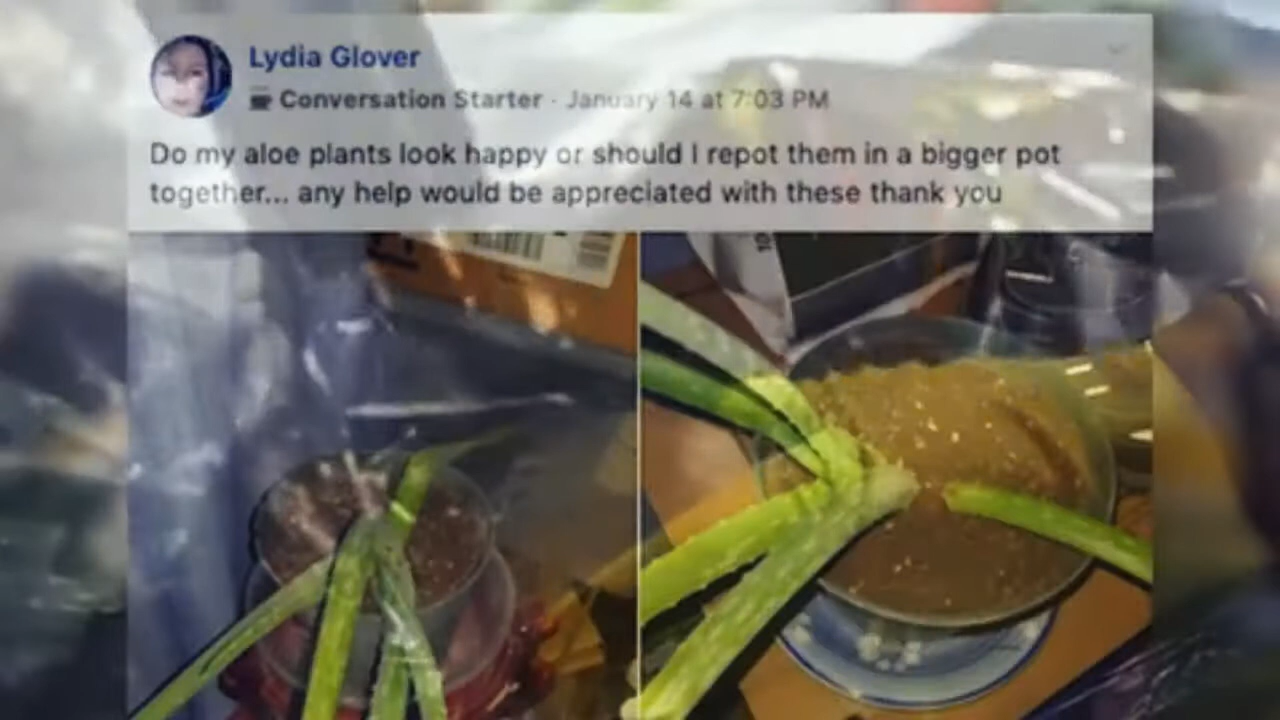 Lydia Glover
Conversation Starter · January 14 at 7:03 PM
Do my aloe plants look happy or should I repot them in a bigger pot
together... any help would be appreciated with these thank you